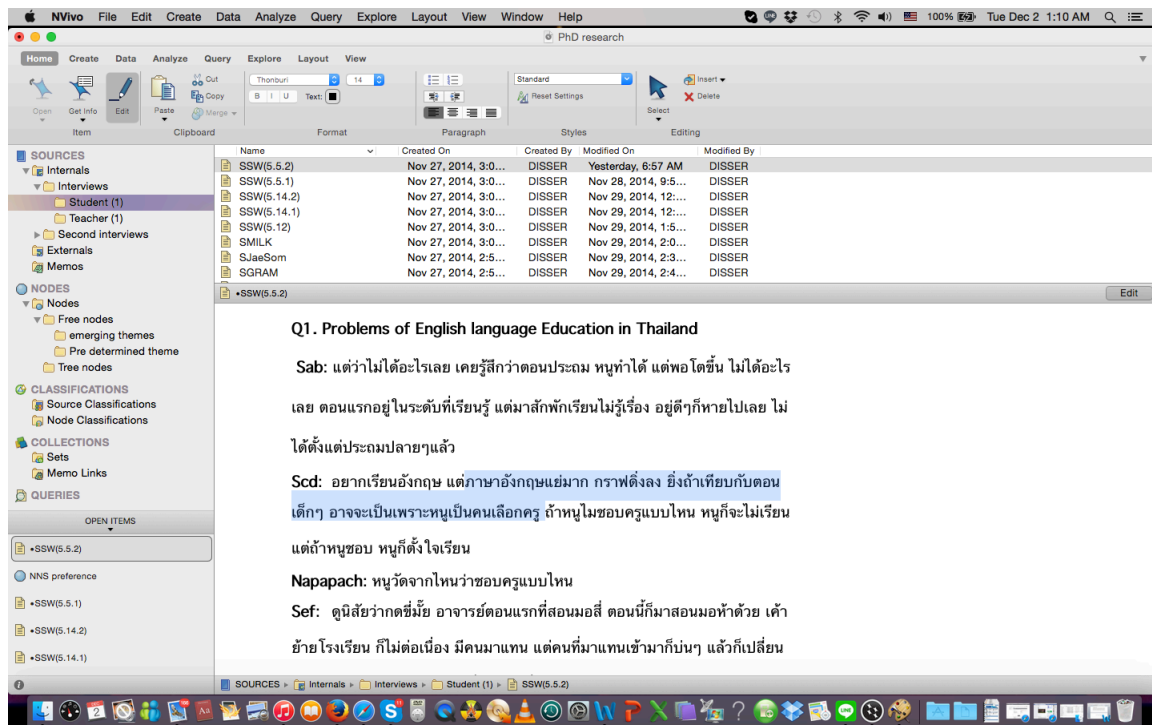 NVivo File Edit Create Data Analyze Query Explore Layout View Window Help 100% Tue Dec 2 1:10 AM
PhD research
Home Create Data Analyze Query Explore Layout View
Open Get Info Edit Paste Cut Copy Merge
Thonburi 14
B I U Text:
Standard
Reset Settings
Select Insert Delete
Item Clipboard Format Paragraph Styles Editing
SOURCES
Internals
Interviews
Student (1)
Teacher (1)
Second interviews
Externals
Memos
NODES
Nodes
Free nodes
emerging themes
Pre determined theme
Tree nodes
CLASSIFICATIONS
Source Classifications
Node Classifications
COLLECTIONS
Sets
Memo Links
QUERIES
OPEN ITEMS
•SSW(5.5.2)
NNS preference
•SSW(5.5.1)
•SSW(5.14.2)
•SSW(5.14.1)
Name Created On Created By Modified On Modified By
SSW(5.5.2) Nov 27, 2014, 3:0... DISSER Yesterday, 6:57 AM DISSER
SSW(5.5.1) Nov 27, 2014, 3:0... DISSER Nov 28, 2014, 9:5... DISSER
SSW(5.14.2) Nov 27, 2014, 3:0... DISSER Nov 29, 2014, 12:... DISSER
SSW(5.14.1) Nov 27, 2014, 3:0... DISSER Nov 29, 2014, 12:... DISSER
SSW(5.12) Nov 27, 2014, 3:0... DISSER Nov 29, 2014, 1:5... DISSER
SMILK Nov 27, 2014, 3:0... DISSER Nov 29, 2014, 2:0... DISSER
SJaeSom Nov 27, 2014, 2:5... DISSER Nov 29, 2014, 2:3... DISSER
SGRAM Nov 27, 2014, 2:5... DISSER Nov 29, 2014, 2:4... DISSER
•SSW(5.5.2) Edit
Q1. Problems of English language Education in Thailand
Sab: แต่ว่าไม่ได้อะไรเลย เคยรู้สึกว่าตอนประถม หนูทำได้ แต่พอโตขึ้น ไม่ได้อะไร
เลย ตอนแรกอยู่ในระดับที่เรียนรู้ แต่มาสักพักเรียนไม่รู้เรื่อง อยู่ดีๆก็หายไปเลย ไม่
ได้ตั้งแต่ประถมปลายๆแล้ว
Scd: อยากเรียนอังกฤษ แต่ภาษาอังกฤษแย่มาก กราฟดิ่งลง ยิ่งถ้าเทียบกับตอน
เด็กๆ อาจจะเป็นเพราะหนูเป็นคนเลือกครู ถ้าหนูไมชอบครูแบบไหน หนูก็จะไม่เรียน
แต่ถ้าหนูชอบ หนูก็ตั้งใจเรียน
Napapach: หนูวัดจากไหนว่าชอบครูแบบไหน
Sef: ดูนิสัยว่ากดขี่มั๊ย อาจารย์ตอนแรกที่สอนมอสี่ ตอนนี้ก็มาสอนมอห้าด้วย เค้า
ย้ายโรงเรียน ก็ไม่ต่อเนื่อง มีคนมาแทน แต่คนที่มาแทนเข้ามาก็บ่นๆ แล้วก็เปลี่ยน
SOURCES Internals Interviews Student (1) SSW(5.5.2)